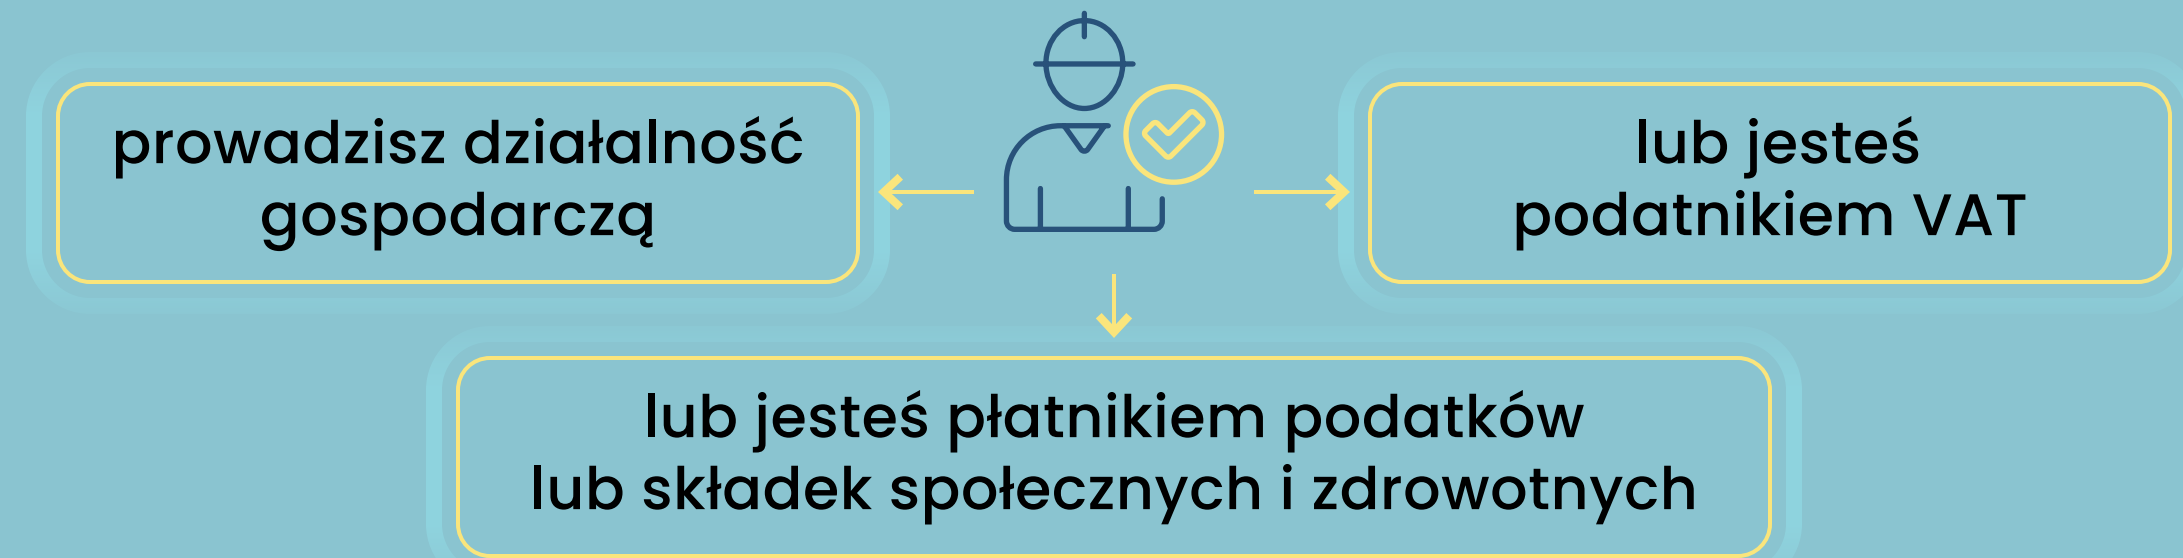 prowadzisz działalność
gospodarczą
lub jesteś
podatnikiem VAT
lub jesteś płatnikiem podatków
lub składek społecznych i zdrowotnych